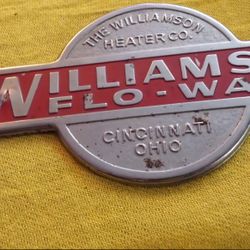 THE WILLIAMSON
HEATER CO.
WILLIAMS
FLO-WA
CINCINNATI
OHIO